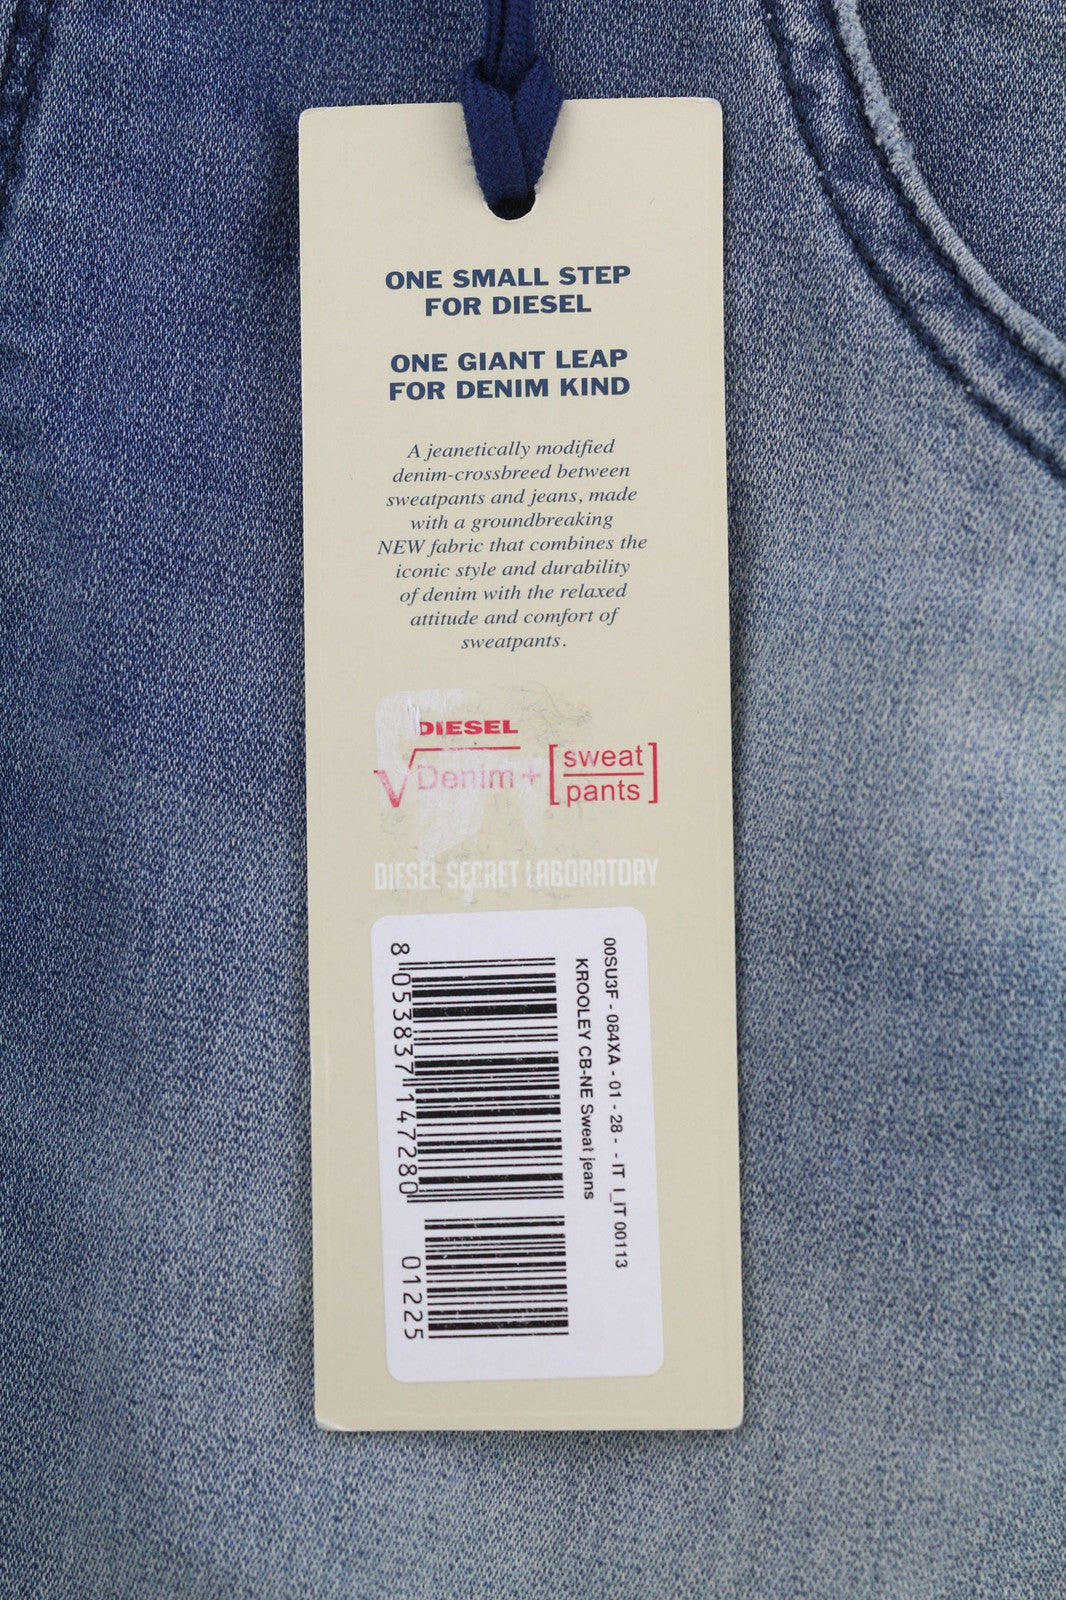 ONE SMALL STEP
FOR DIESEL
ONE GIANT LEAP
FOR DENIM KIND
A jeanetically modified
denim-crossbreed between
sweatpants and jeans, made
with a groundbreaking
NEW fabric that combines the
iconic style and durability
of denim with the relaxed
attitude and comfort of
sweatpants.
DIESEL
√Denim + [sweat
pants]
DIESEL SECRET LABORATORY
00SU3F - 084XA - 01 - 28 - - IT I_IT 00113
KROOLEY CB-NE Sweat jeans
8 053837 147280
01225